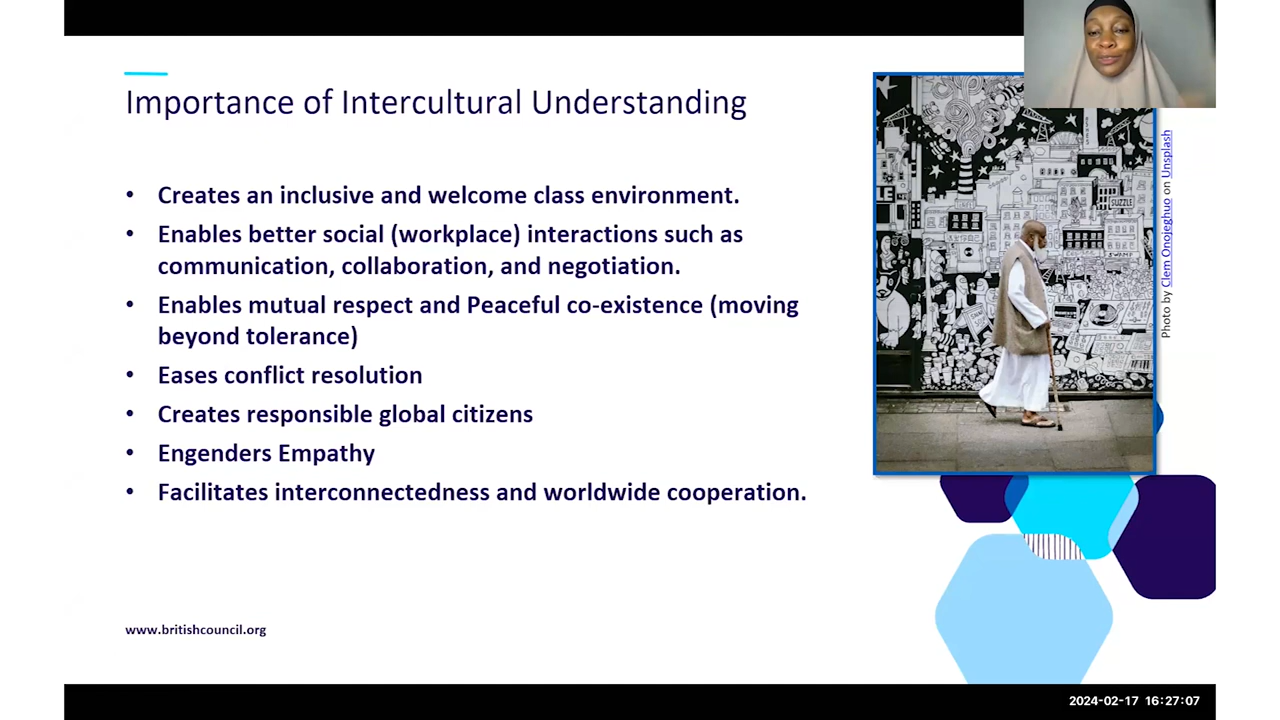 Importance of Intercultural Understanding
• Creates an inclusive and welcome class environment.
• Enables better social (workplace) interactions such as
communication, collaboration, and negotiation.
• Enables mutual respect and Peaceful co-existence (moving
beyond tolerance)
• Eases conflict resolution
• Creates responsible global citizens
• Engenders Empathy
• Facilitates interconnectedness and worldwide cooperation.
SUZZLE
Photo by Clem Onojeghuo on Unsplash
www.britishcouncil.org
2024-02-17 16:27:07